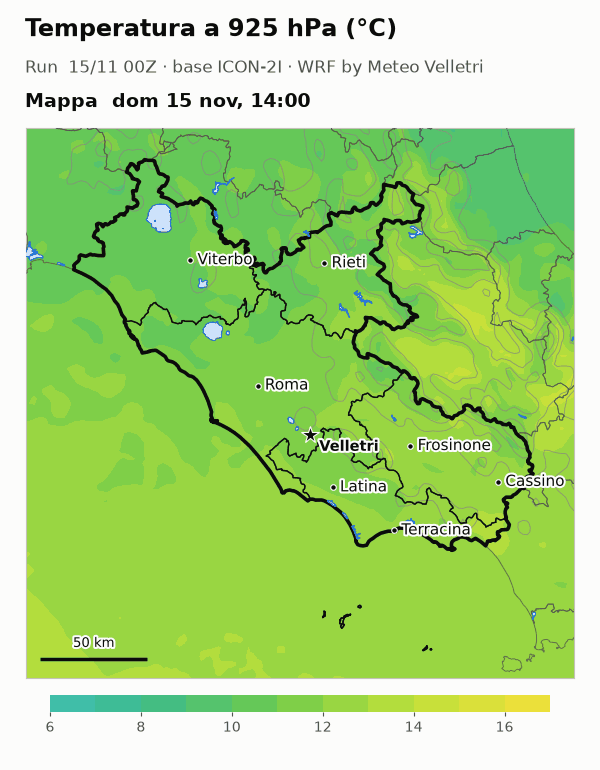 Temperatura a 925 hPa (°C)
Run  15/11 00Z · base ICON-2I · WRF by Meteo Velletri
Mappa  dom 15 nov, 14:00
Viterbo
Rieti
Roma
Velletri
Frosinone
Cassino
Latina
Terracina
50 km
6 8 10 12 14 16